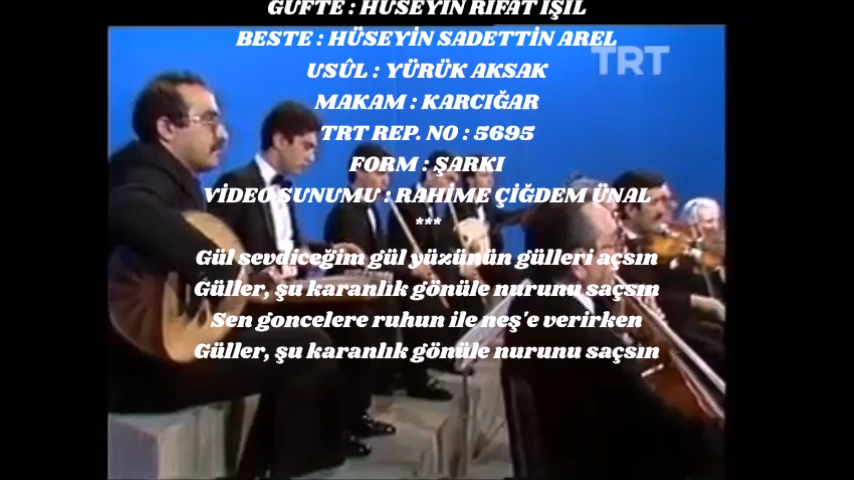 GÜFTE : HÜSEYİN RİFAT IŞIL
BESTE : HÜSEYİN SADETTİN AREL
TRT
USÛL : YÜRÜK AKSAK
MAKAM : KARCIĞAR
TRT REP. NO : 5695
FORM : ŞARKI
VİDEO SUNUMU : RAHİME ÇİĞDEM ÜNAL
***
Gül sevdiceğim gül yüzünün gülleri açsın
Güller, şu karanlık gönüle nurunu saçsın
Sen goncelere ruhun ile neş'e verirken
Güller, şu karanlık gönüle nurunu saçsın